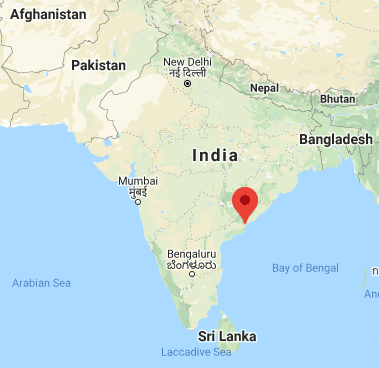 Afghanistan
New Delhi
नई दिल्ली
Pakistan
Nepal
Bhutan
Bangladesh
India
Mumbai
मुंबई
Bengaluru
ಬೆಂಗಳೂರು
Bay of Bengal
Arabian Sea
Sri Lanka
Laccadive Sea